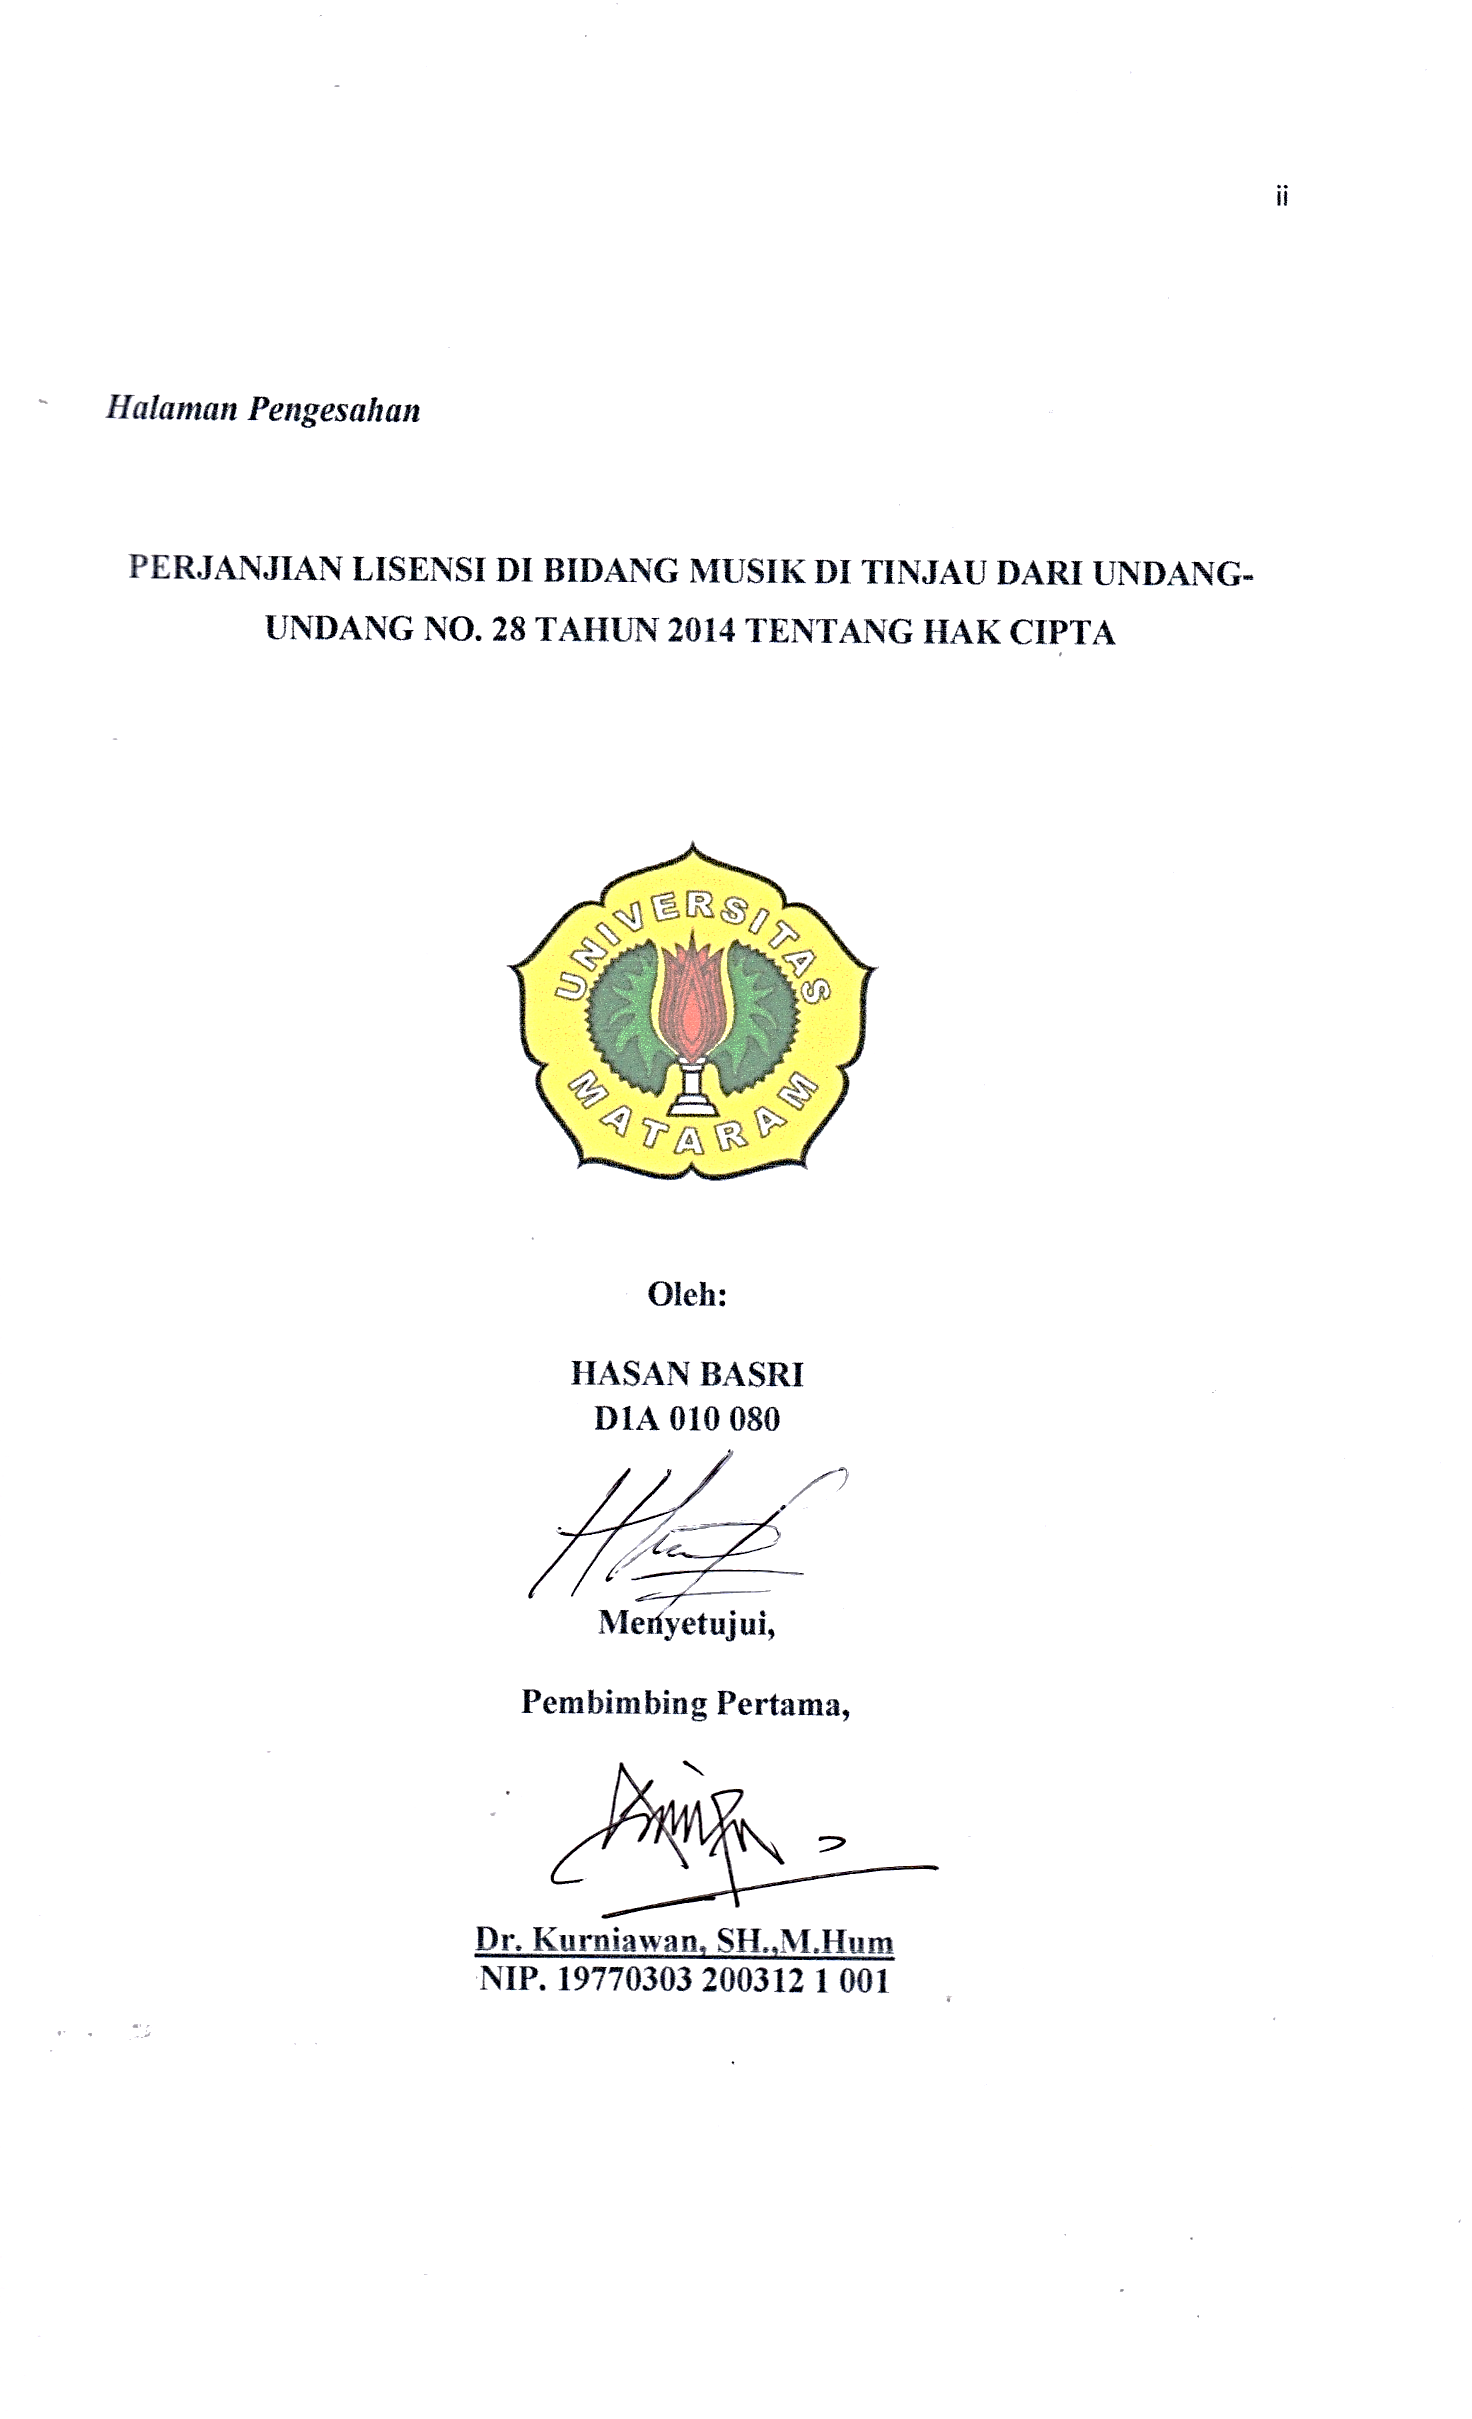 ii
Halaman Pengesahan
PERJANJIAN LISENSI DI BIDANG MUSIK DI TINJAU DARI UNDANG-
UNDANG NO. 28 TAHUN 2014 TENTANG HAK CIPTA
UNIVERSITAS
MATARAM
Oleh:
HASAN BASRI
D1A 010 080
Menyetujui,
Pembimbing Pertama,
Dr. Kurniawan, SH.,M.Hum
NIP. 19770303 200312 1 001